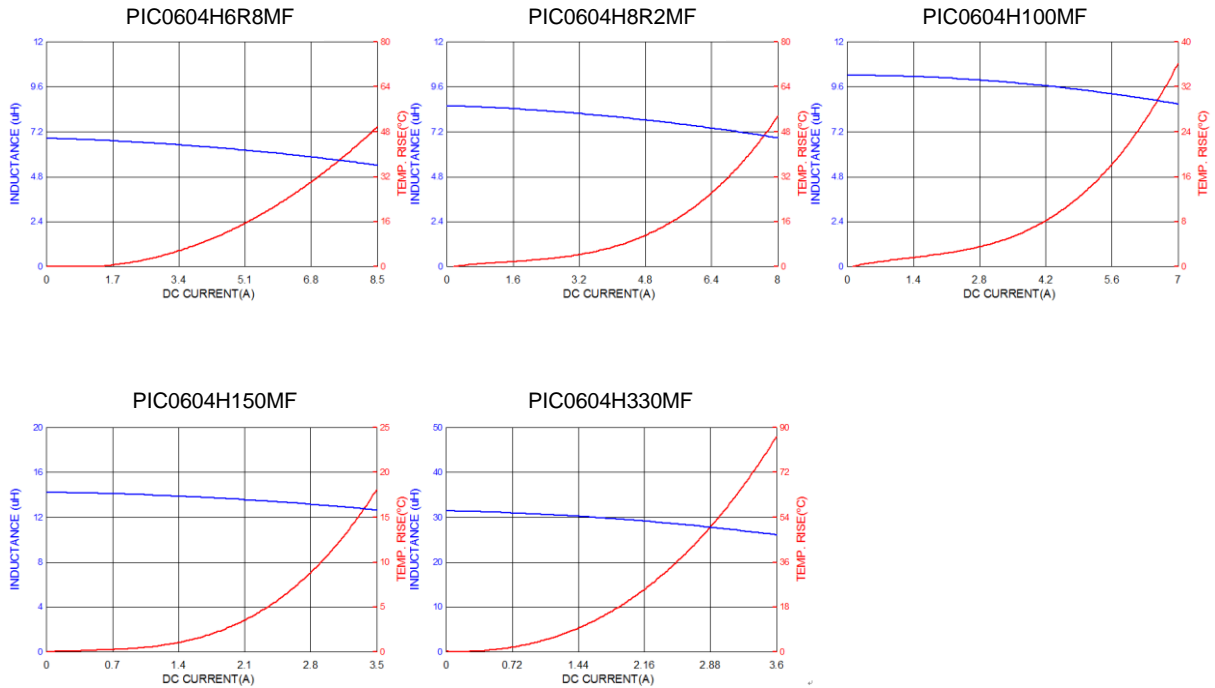 PIC0604H6R8MF
12
9.6
7.2
4.8
2.4
0
INDUCTANCE (uH)
80
64
48
32
16
0
TEMP. RISE(°C)
0 1.7 3.4 5.1 6.8 8.5
DC CURRENT(A)
PIC0604H8R2MF
12
9.6
7.2
4.8
2.4
0
INDUCTANCE (uH)
80
64
48
32
16
0
TEMP. RISE(°C)
0 1.6 3.2 4.8 6.4 8
DC CURRENT(A)
PIC0604H100MF
12
9.6
7.2
4.8
2.4
0
INDUCTANCE (uH)
40
32
24
16
8
0
TEMP. RISE(°C)
0 1.4 2.8 4.2 5.6 7
DC CURRENT(A)
PIC0604H150MF
20
16
12
8
4
0
INDUCTANCE (uH)
25
20
15
10
5
0
TEMP. RISE(°C)
0 0.7 1.4 2.1 2.8 3.5
DC CURRENT(A)
PIC0604H330MF
50
40
30
20
10
0
INDUCTANCE (uH)
90
72
54
36
18
0
TEMP. RISE(°C)
0 0.72 1.44 2.16 2.88 3.6
DC CURRENT(A)